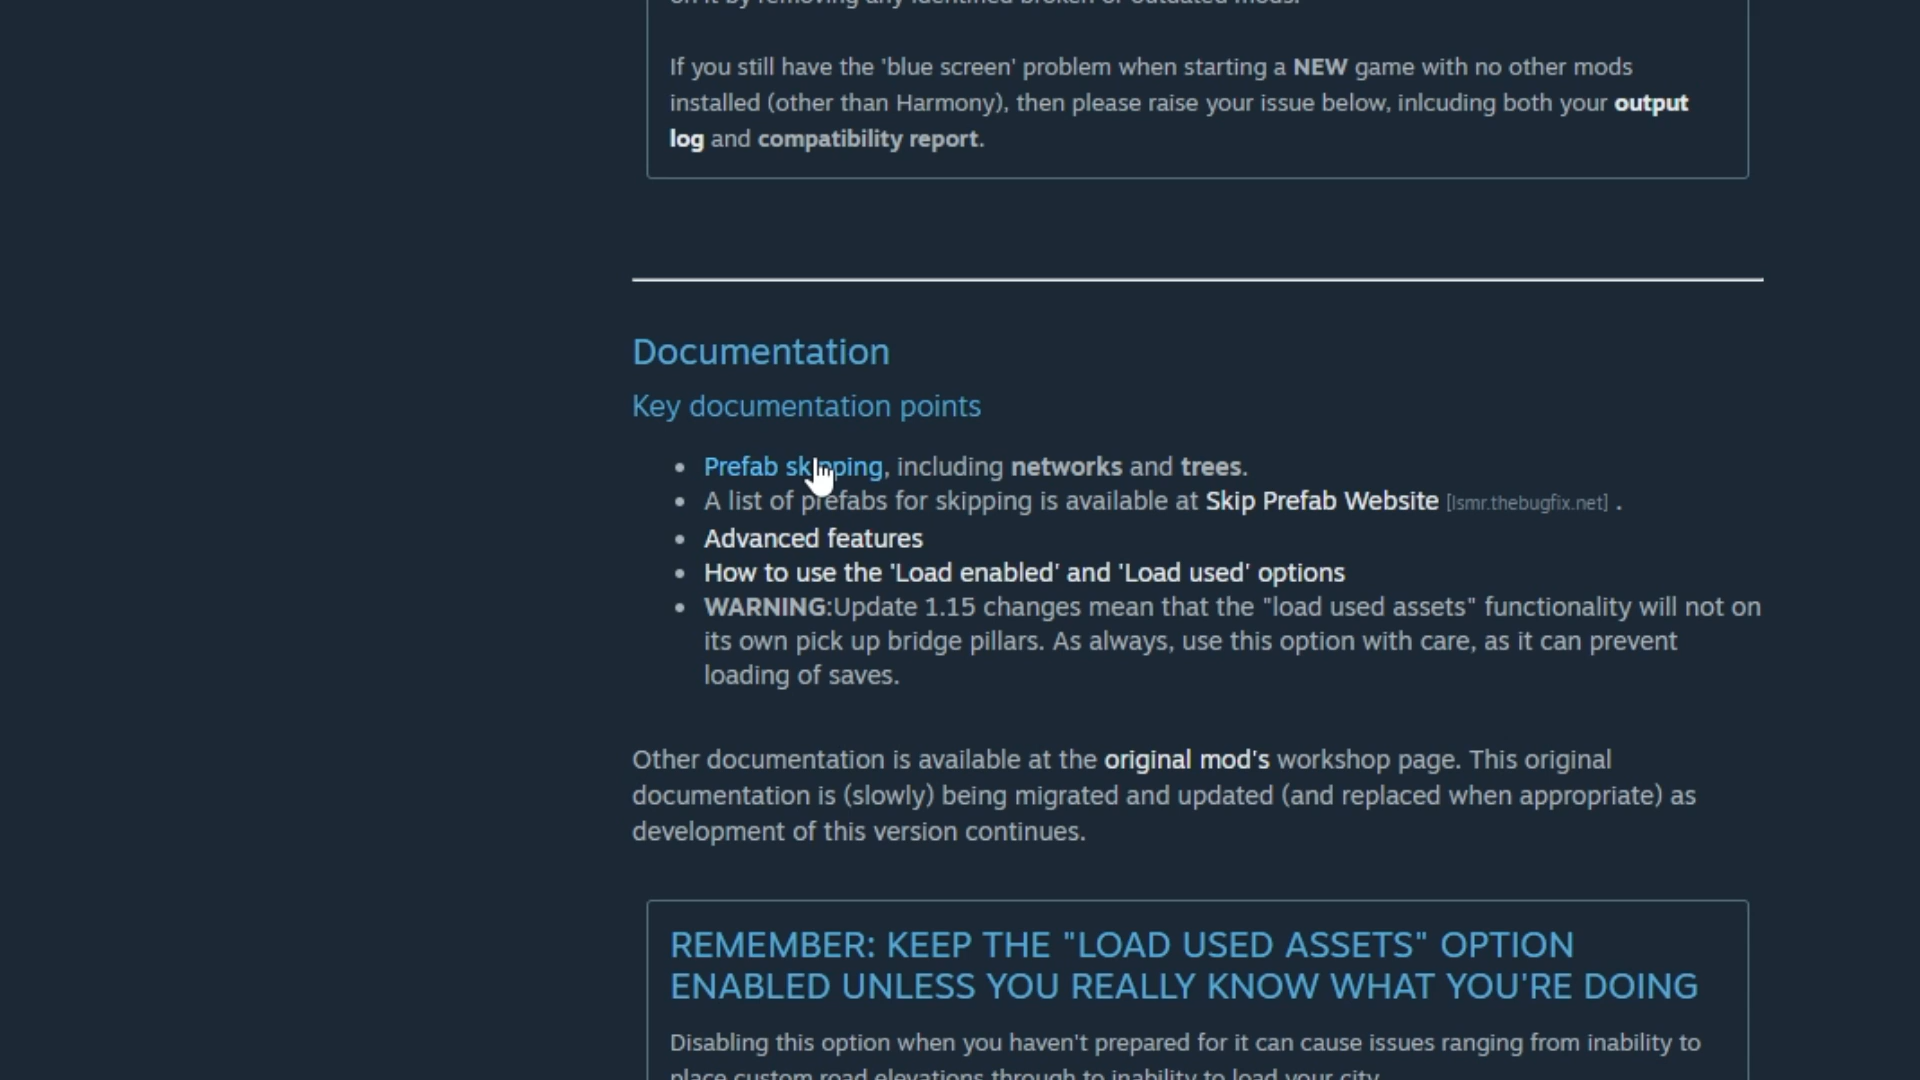 on it by removing any identified broken or outdated mods.
If you still have the 'blue screen' problem when starting a NEW game with no other mods
installed (other than Harmony), then please raise your issue below, inlcuding both your output
log and compatibility report.
Documentation
Key documentation points
Prefab skipping, including networks and trees.
A list of prefabs for skipping is available at Skip Prefab Website [lsmr.thebugfix.net] .
Advanced features
How to use the 'Load enabled' and 'Load used' options
WARNING:Update 1.15 changes mean that the "load used assets" functionality will not on
its own pick up bridge pillars. As always, use this option with care, as it can prevent
loading of saves.
Other documentation is available at the original mod's workshop page. This original
documentation is (slowly) being migrated and updated (and replaced when appropriate) as
development of this version continues.
REMEMBER: KEEP THE "LOAD USED ASSETS" OPTION
ENABLED UNLESS YOU REALLY KNOW WHAT YOU'RE DOING
Disabling this option when you haven't prepared for it can cause issues ranging from inability to
place custom road elevations through to inability to load your city.